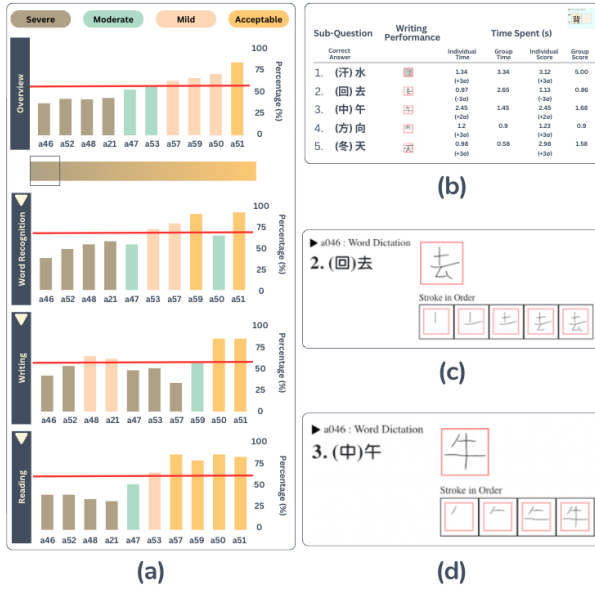 Severe Moderate Mild Acceptable
Overview
100
75
50
25
0
Percentage (%)
a46 a52 a48 a21 a47 a53 a57 a59 a50 a51
Word Recognition
100
75
50
25
0
Percentage (%)
a46 a52 a48 a21 a47 a53 a57 a59 a50 a51
Writing
100
75
50
25
0
Percentage (%)
a46 a52 a48 a21 a47 a53 a57 a59 a50 a51
Reading
100
75
50
25
0
Percentage (%)
a46 a52 a48 a21 a47 a53 a57 a59 a50 a51
(a)
背
Sub-Question Writing Performance Time Spent (s)
Correct Answer Individual Time Group Time Individual Score Group Score
1. (汗) 水 1.34 (+3σ) 3.34 3.12 (+3σ) 5.00
2. (回) 去 0.97 (-3σ) 2.65 1.13 (-3σ) 0.86
3. (中) 午 2.45 (+2σ) 1.45 2.45 (+2σ) 1.68
4. (方) 向 1.2 (+3σ) 0.9 1.23 (+3σ) 0.9
5. (冬) 天 0.98 (+3σ) 0.58 2.98 (+3σ) 1.58
(b)
▶ a046 : Word Dictation
2. (回)去
去
Stroke in Order
(c)
▶ a046 : Word Dictation
3. (中)午
牛
Stroke in Order
(d)